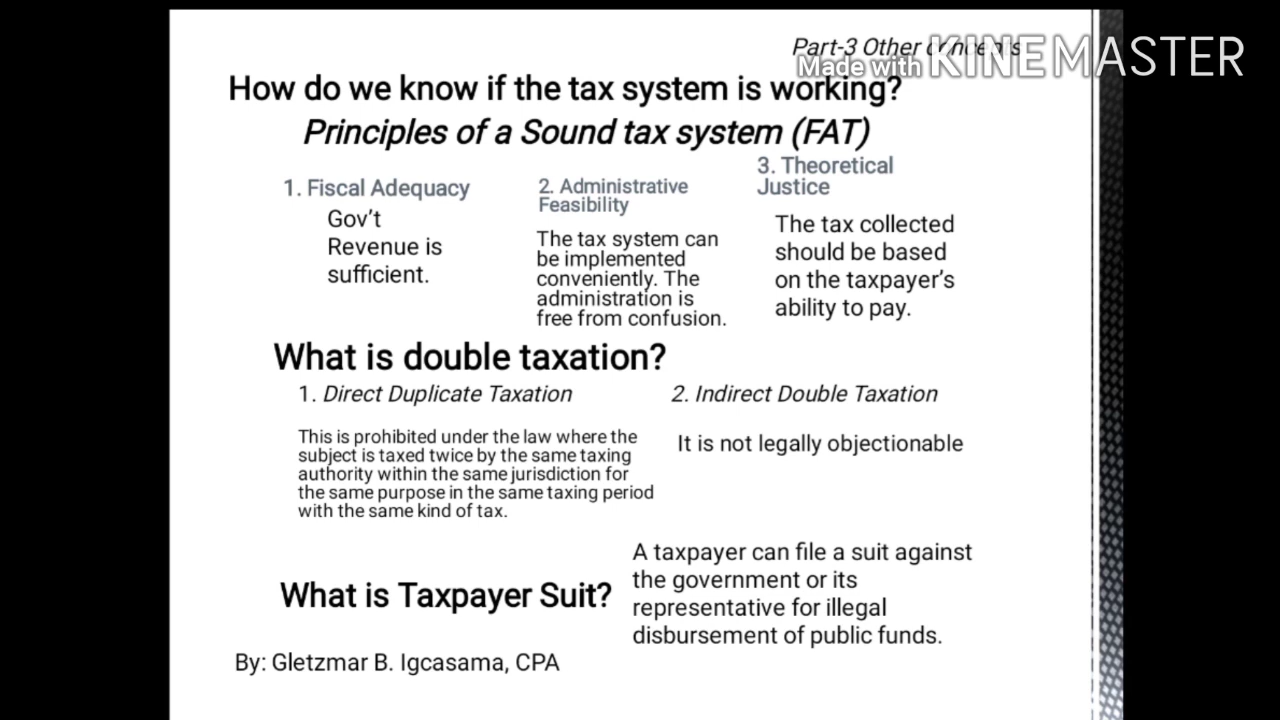 Part-3 Other concepts
Made with KINEMASTER
How do we know if the tax system is working?
Principles of a Sound tax system (FAT)
1. Fiscal Adequacy
Gov’t
Revenue is
sufficient.
2. Administrative
Feasibility
The tax system can
be implemented
conveniently. The
administration is
free from confusion.
3. Theoretical
Justice
The tax collected
should be based
on the taxpayer’s
ability to pay.
What is double taxation?
1. Direct Duplicate Taxation
This is prohibited under the law where the
subject is taxed twice by the same taxing
authority within the same jurisdiction for
the same purpose in the same taxing period
with the same kind of tax.
2. Indirect Double Taxation
It is not legally objectionable
What is Taxpayer Suit?
A taxpayer can file a suit against
the government or its
representative for illegal
disbursement of public funds.
By: Gletzmar B. Igcasama, CPA